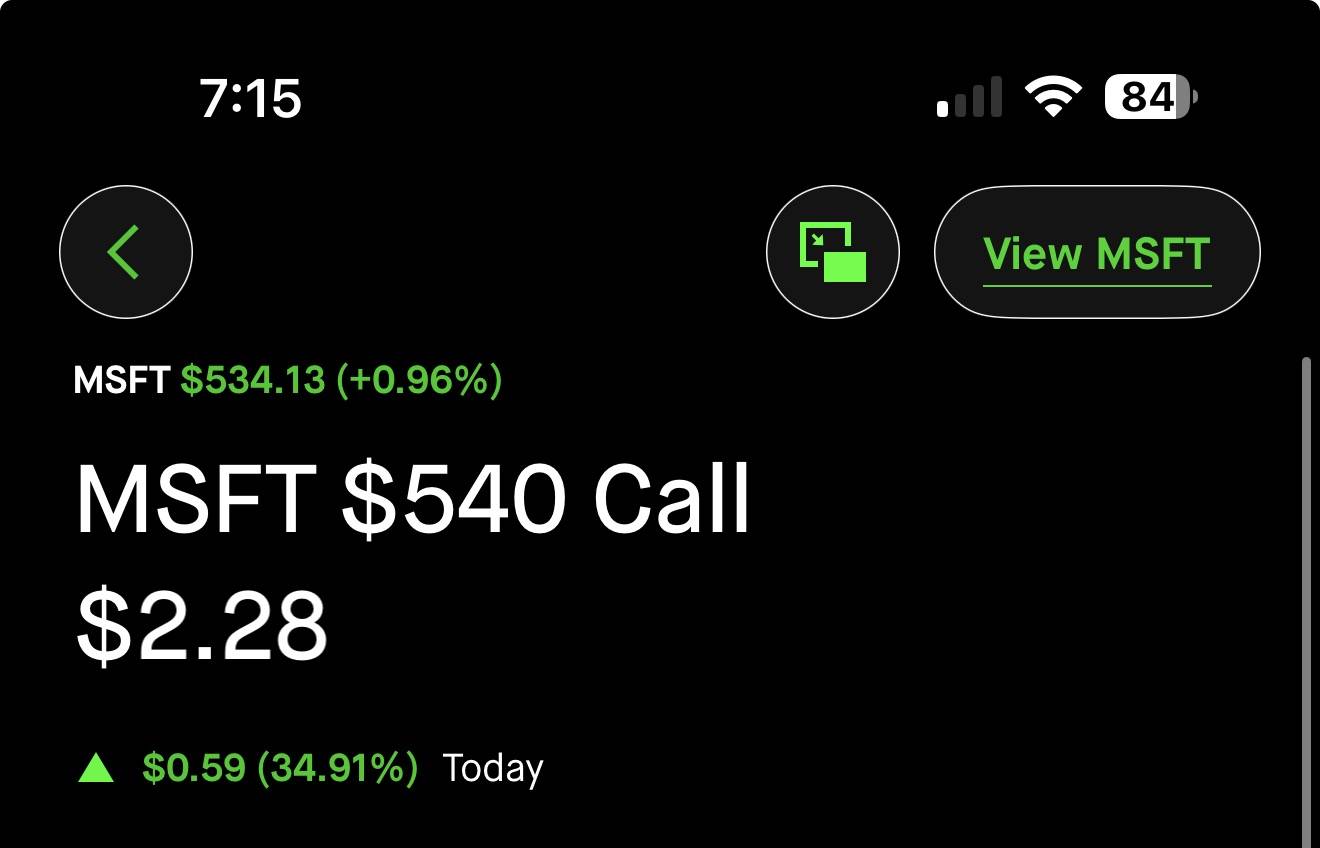 7:15 84
View MSFT
MSFT $534.13 (+0.96%)
MSFT $540 Call
$2.28
▲ $0.59 (34.91%) Today